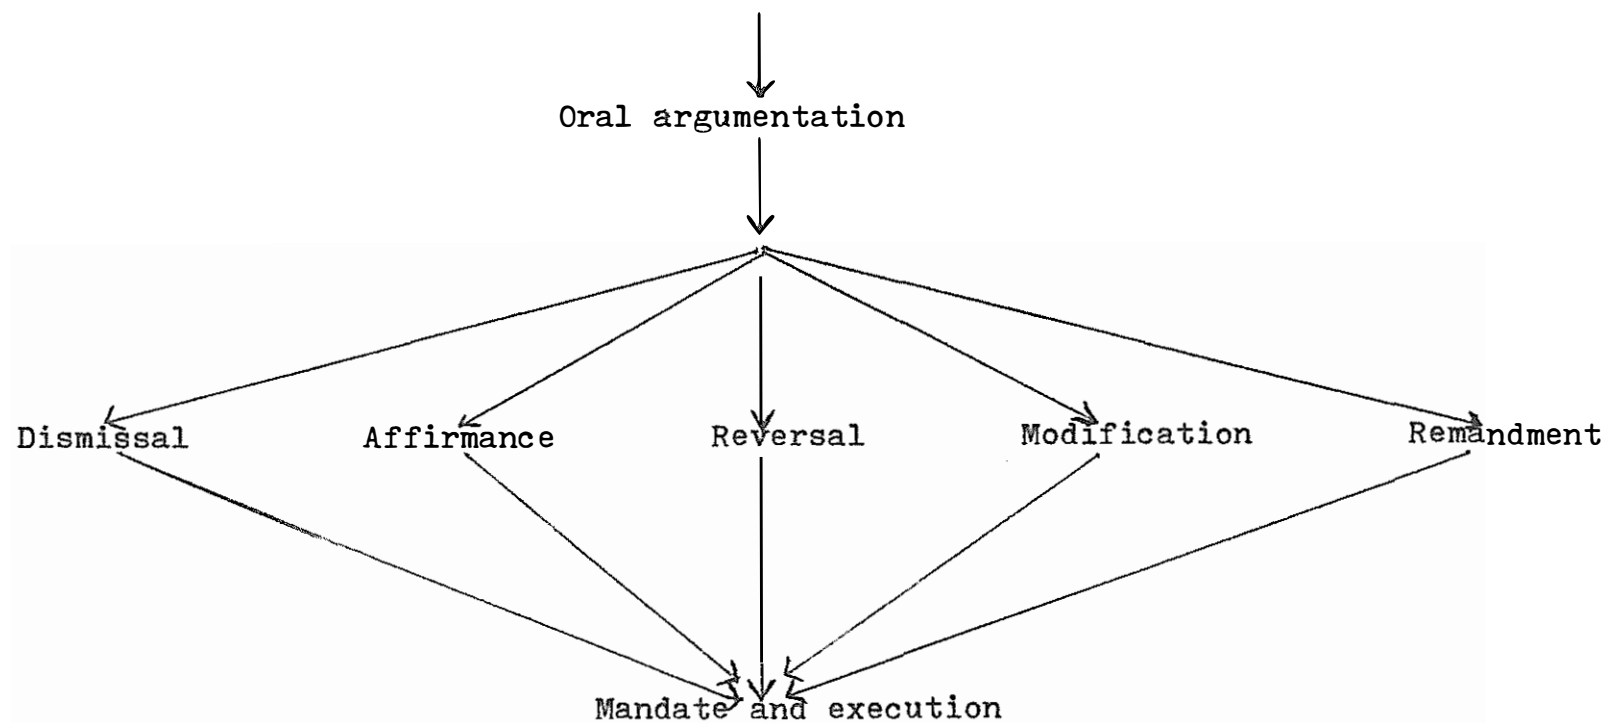 Oral argumentation
Dismissal Affirmance Reversal Modification Remandment
Mandate and execution